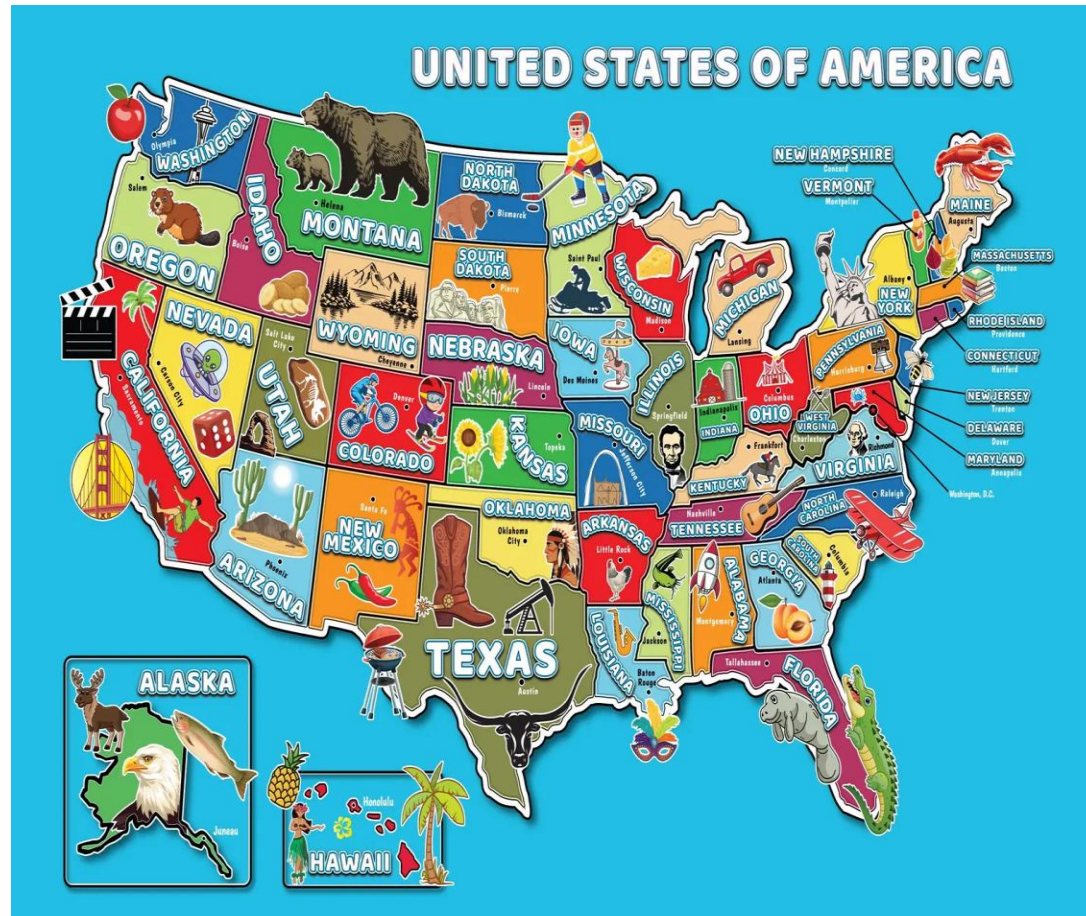 UNITED STATES OF AMERICA
Olympia
WASHINGTON
Salem
OREGON
IDAHO
Boise
Helena
MONTANA
NORTH
DAKOTA
Bismarck
MINNESOTA
Saint Paul
SOUTH
DAKOTA
Pierre
WYOMING
Cheyenne
NEBRASKA
Lincoln
IOWA
Des Moines
WISCONSIN
Madison
MICHIGAN
Lansing
NEW HAMPSHIRE
Concord
VERMONT
Montpelier
MAINE
Augusta
MASSACHUSETTS
Boston
Albany
NEW
YORK
RHODE ISLAND
Providence
CONNECTICUT
Hartford
NEW JERSEY
Trenton
DELAWARE
Dover
MARYLAND
Annapolis
Washington, D.C.
PENNSYLVANIA
Harrisburg
NEVADA
Carson City
CALIFORNIA
Sacramento
Salt Lake
City
UTAH
Denver
COLORADO
KANSAS
Topeka
MISSOURI
Jefferson City
ILLINOIS
Springfield
Indianapolis
INDIANA
Columbus
OHIO
WEST
VIRGINIA
Charleston
Richmond
VIRGINIA
Frankfort
KENTUCKY
Nashville
TENNESSEE
NORTH
CAROLINA
Raleigh
SOUTH
CAROLINA
Columbia
ARIZONA
Phoenix
Santa Fe
NEW
MEXICO
OKLAHOMA
Oklahoma
City
ARKANSAS
Little Rock
TEXAS
Austin
LOUISIANA
Baton
Rouge
MISSISSIPPI
Jackson
ALABAMA
Montgomery
GEORGIA
Atlanta
Tallahassee
FLORIDA
ALASKA
Juneau
Honolulu
HAWAII